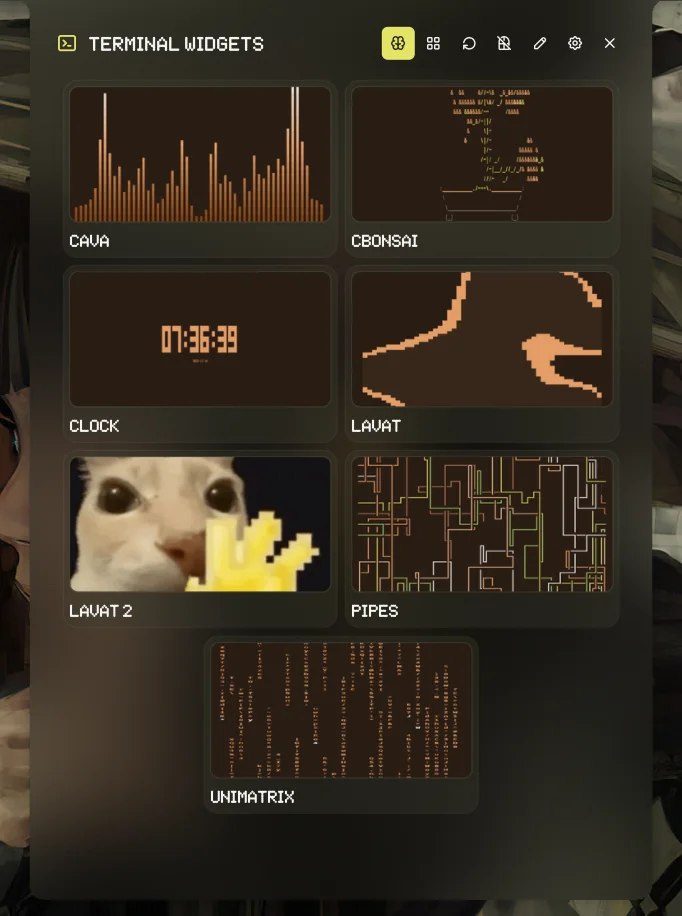 TERMINAL WIDGETS
CAVA
CBONSAI
07:36:39
CLOCK
LAVAT
LAVAT 2
PIPES
UNIMATRIX